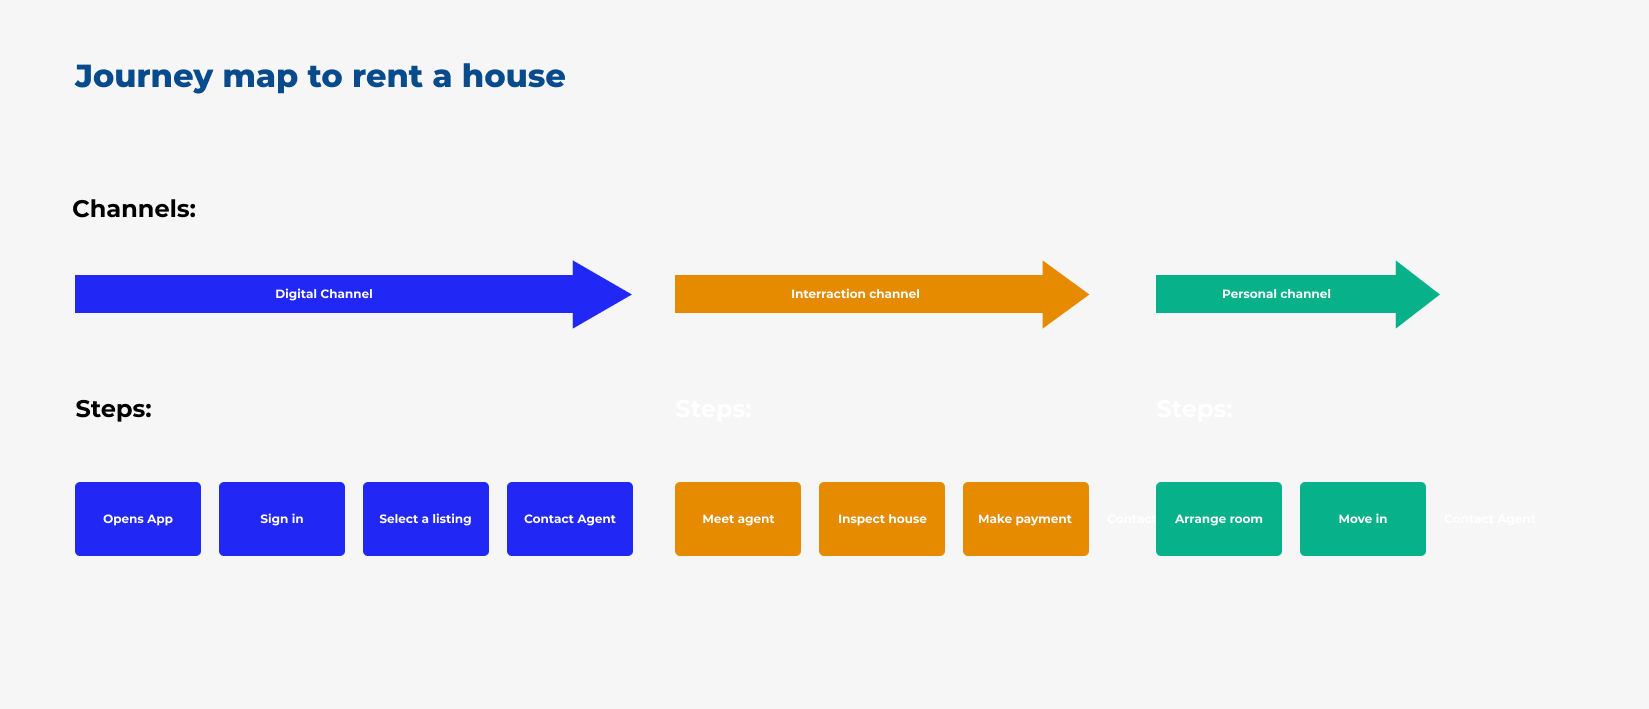 Journey map to rent a house
Channels:
Digital Channel
Interraction channel
Personal channel
Steps:
Steps:
Steps:
Opens App
Sign in
Select a listing
Contact Agent
Meet agent
Inspect house
Make payment
Contact
Arrange room
Move in
Contact Agent